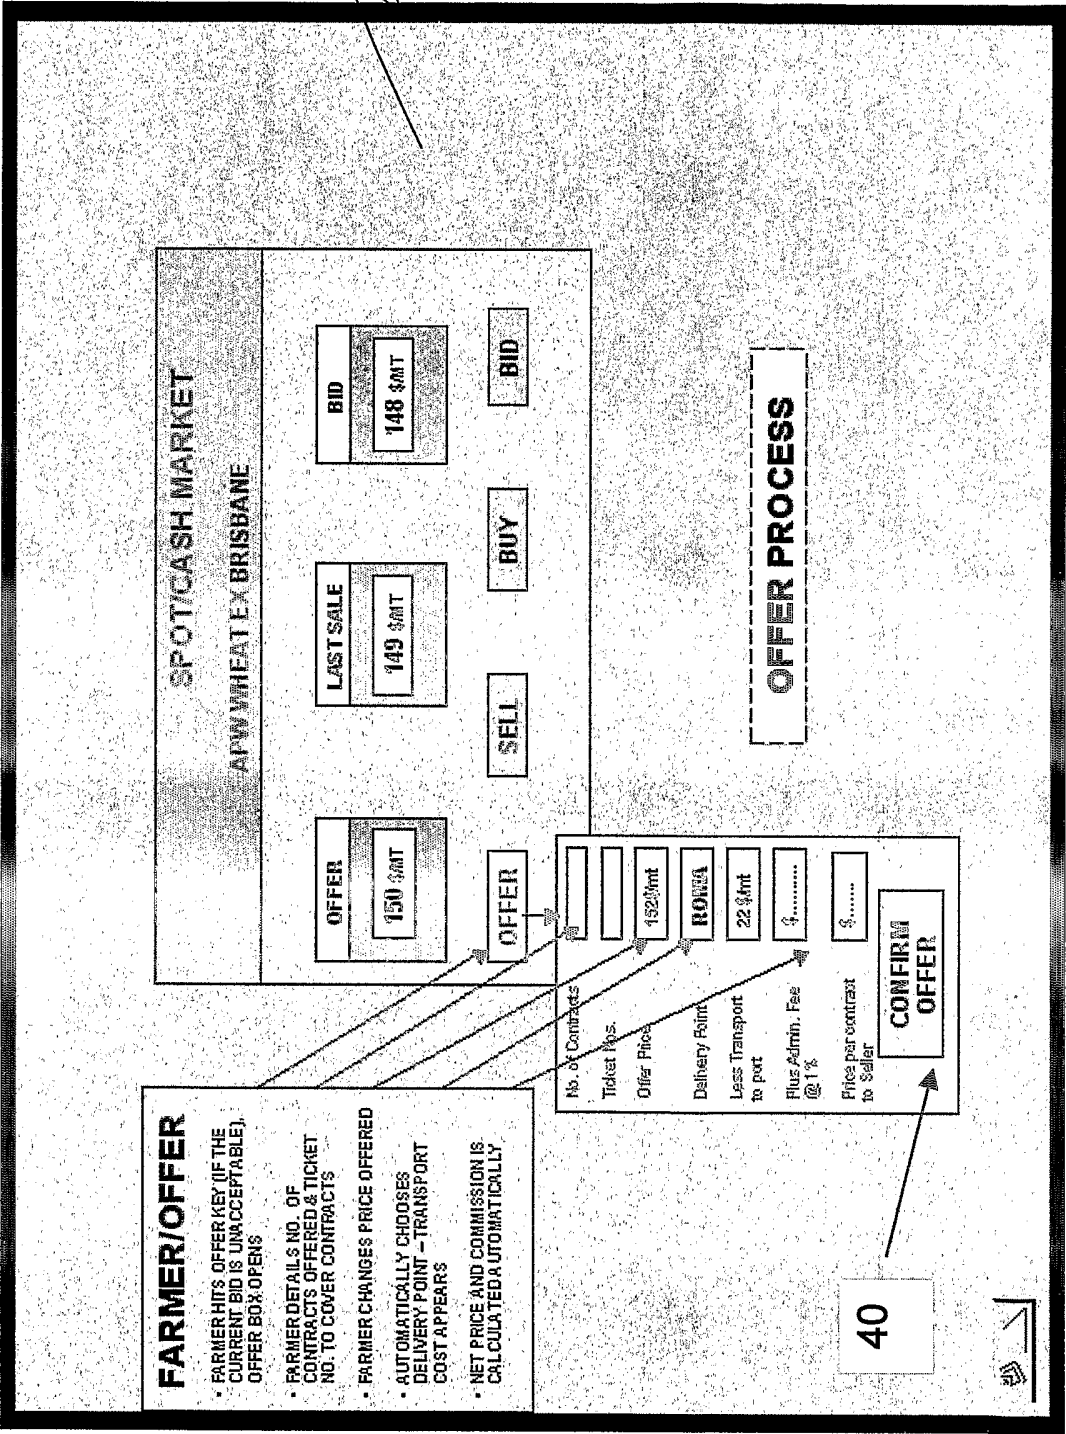 SPOT/CASH MARKET
APW WHEAT EX BRISBANE
OFFER
LAST SALE
BID
150 $/MT
149 $/MT
148 $/MT
OFFER
SELL
BUY
BID
FARMER/OFFER
• FARMER HITS OFFER KEY (IF THE
CURRENT BID IS UNACCEPTABLE),
OFFER BOX OPENS
• FARMER DETAILS NO. OF
CONTRACTS OFFERED & TICKET
NO. TO COVER CONTRACTS
• FARMER CHANGES PRICE OFFERED
• AUTOMATICALLY CHOOSES
DELIVERY POINT – TRANSPORT
COST APPEARS
• NET PRICE AND COMMISSION IS
CALCULATED AUTOMATICALLY
No. of Contracts
Ticket Nos.
Offer Price 152$/mt
Delivery Point ROMA
Less Transport 22 $/mt
to port
Plus Admin. Fee $..........
@ 1%
Price per contract $.......
to Seller
CONFIRM
OFFER
OFFER PROCESS
40